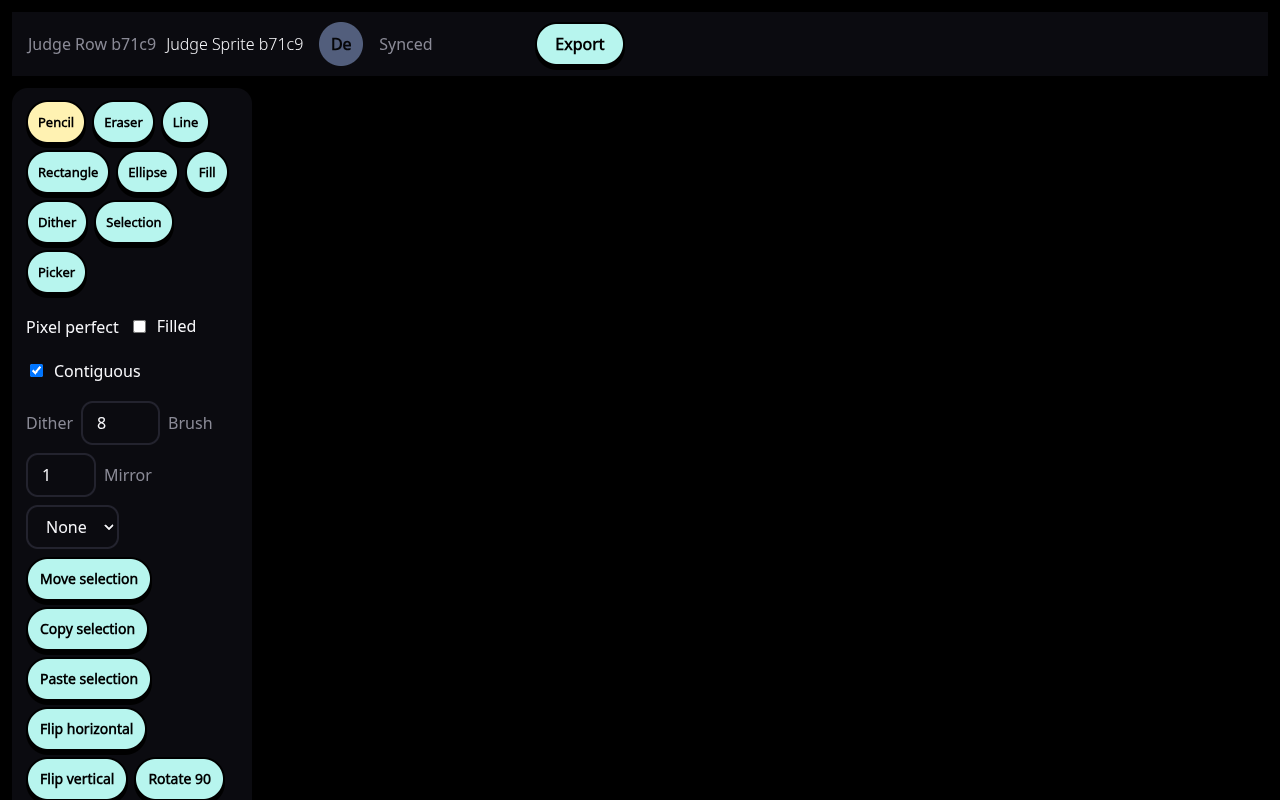 Judge Row b71c9 Judge Sprite b71c9 De Synced Export
Pencil Eraser Line
Rectangle Ellipse Fill
Dither Selection
Picker
Pixel perfect Filled
Contiguous
Dither 8 Brush
1 Mirror
None
Move selection
Copy selection
Paste selection
Flip horizontal
Flip vertical Rotate 90